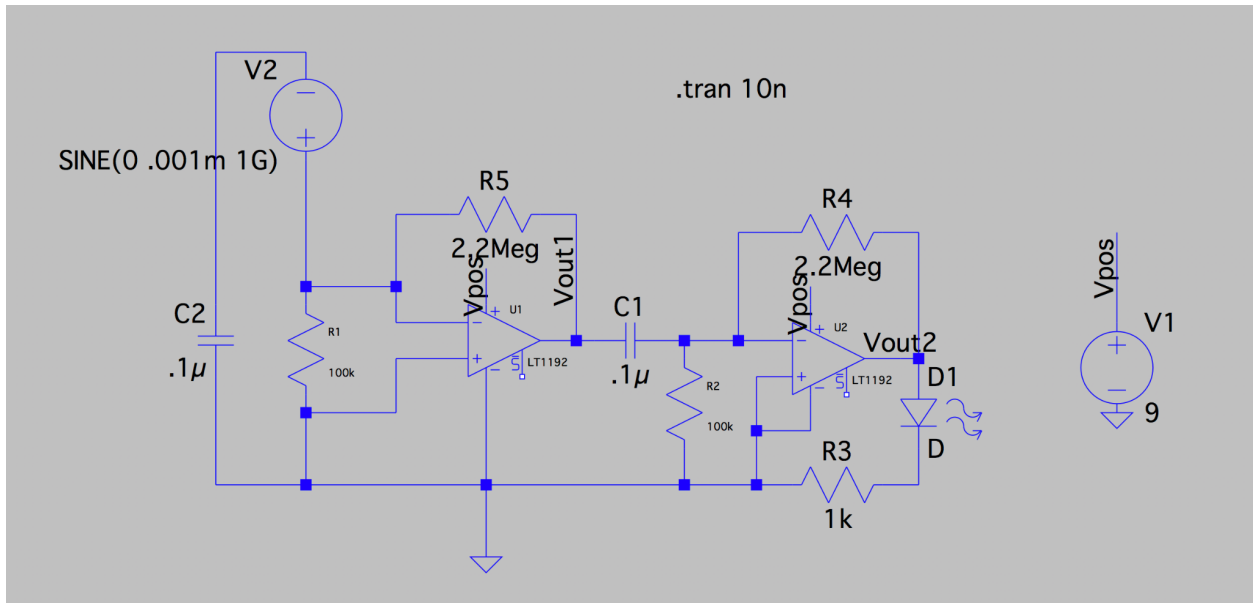 V2
.tran 10n
SINE(0 .001m 1G)
R5
2.2Meg
Vpos
U1
Vout1
LT1192
S
R1
100k
C2
.1µ
C1
.1µ
R2
100k
R4
2.2Meg
Vpos
U2
Vout2
LT1192
S
D1
D
R3
1k
Vpos
V1
9